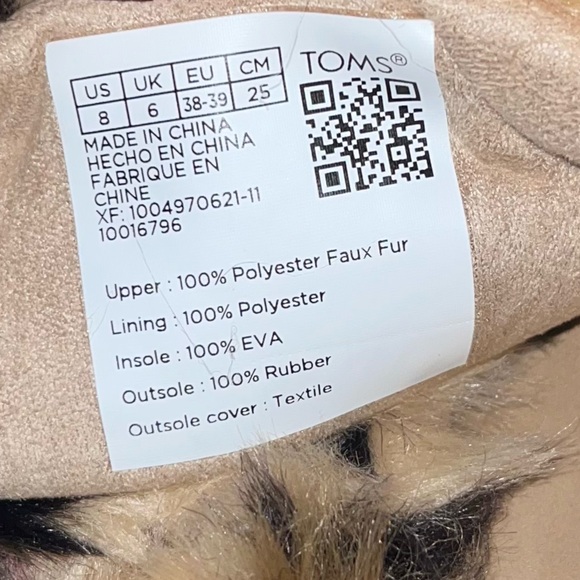 US UK EU CM
8 6 38-39 25
TOMS®
MADE IN CHINA
HECHO EN CHINA
FABRIQUE EN
CHINE
XF: 1004970621-11
10016796
Upper : 100% Polyester Faux Fur
Lining : 100% Polyester
Insole : 100% EVA
Outsole : 100% Rubber
Outsole cover : Textile